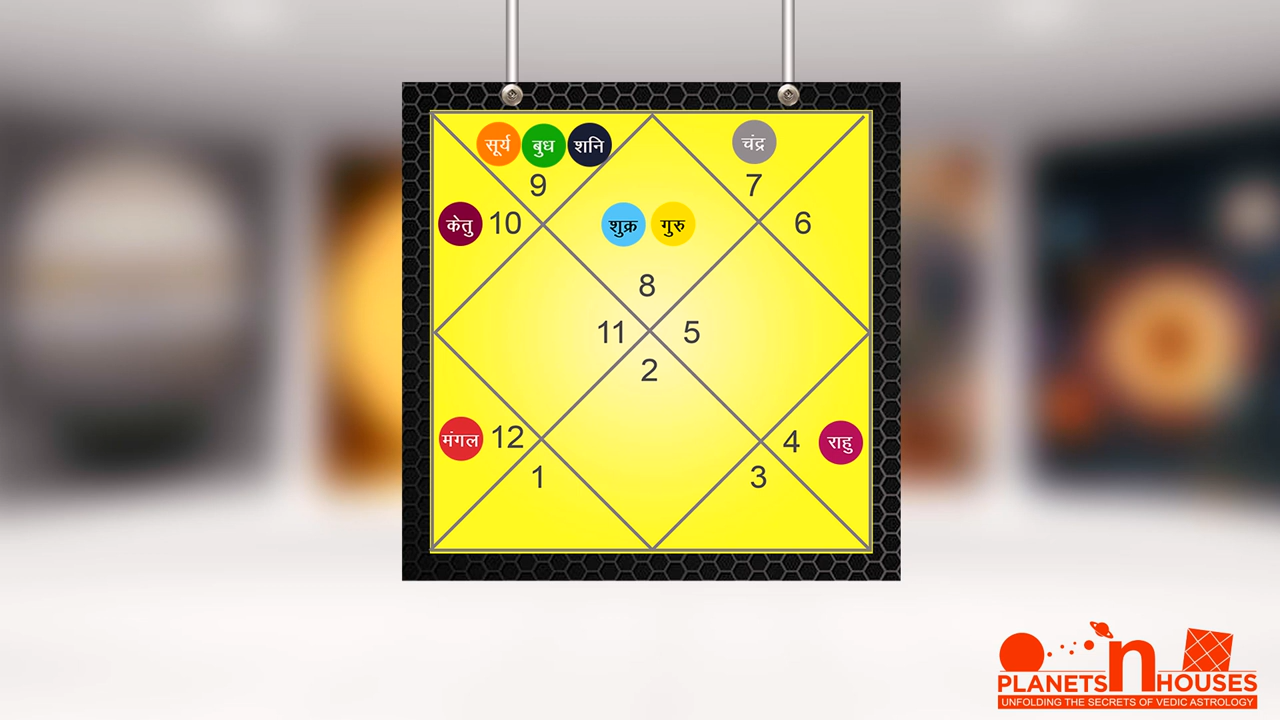 सूर्य बुध शनि चंद्र
9 7
केतु 10 शुक्र गुरु 6
8
11 5
2
मंगल 12 4 राहु
1 3
PLANETS n HOUSES
UNFOLDING THE SECRETS OF VEDIC ASTROLOGY